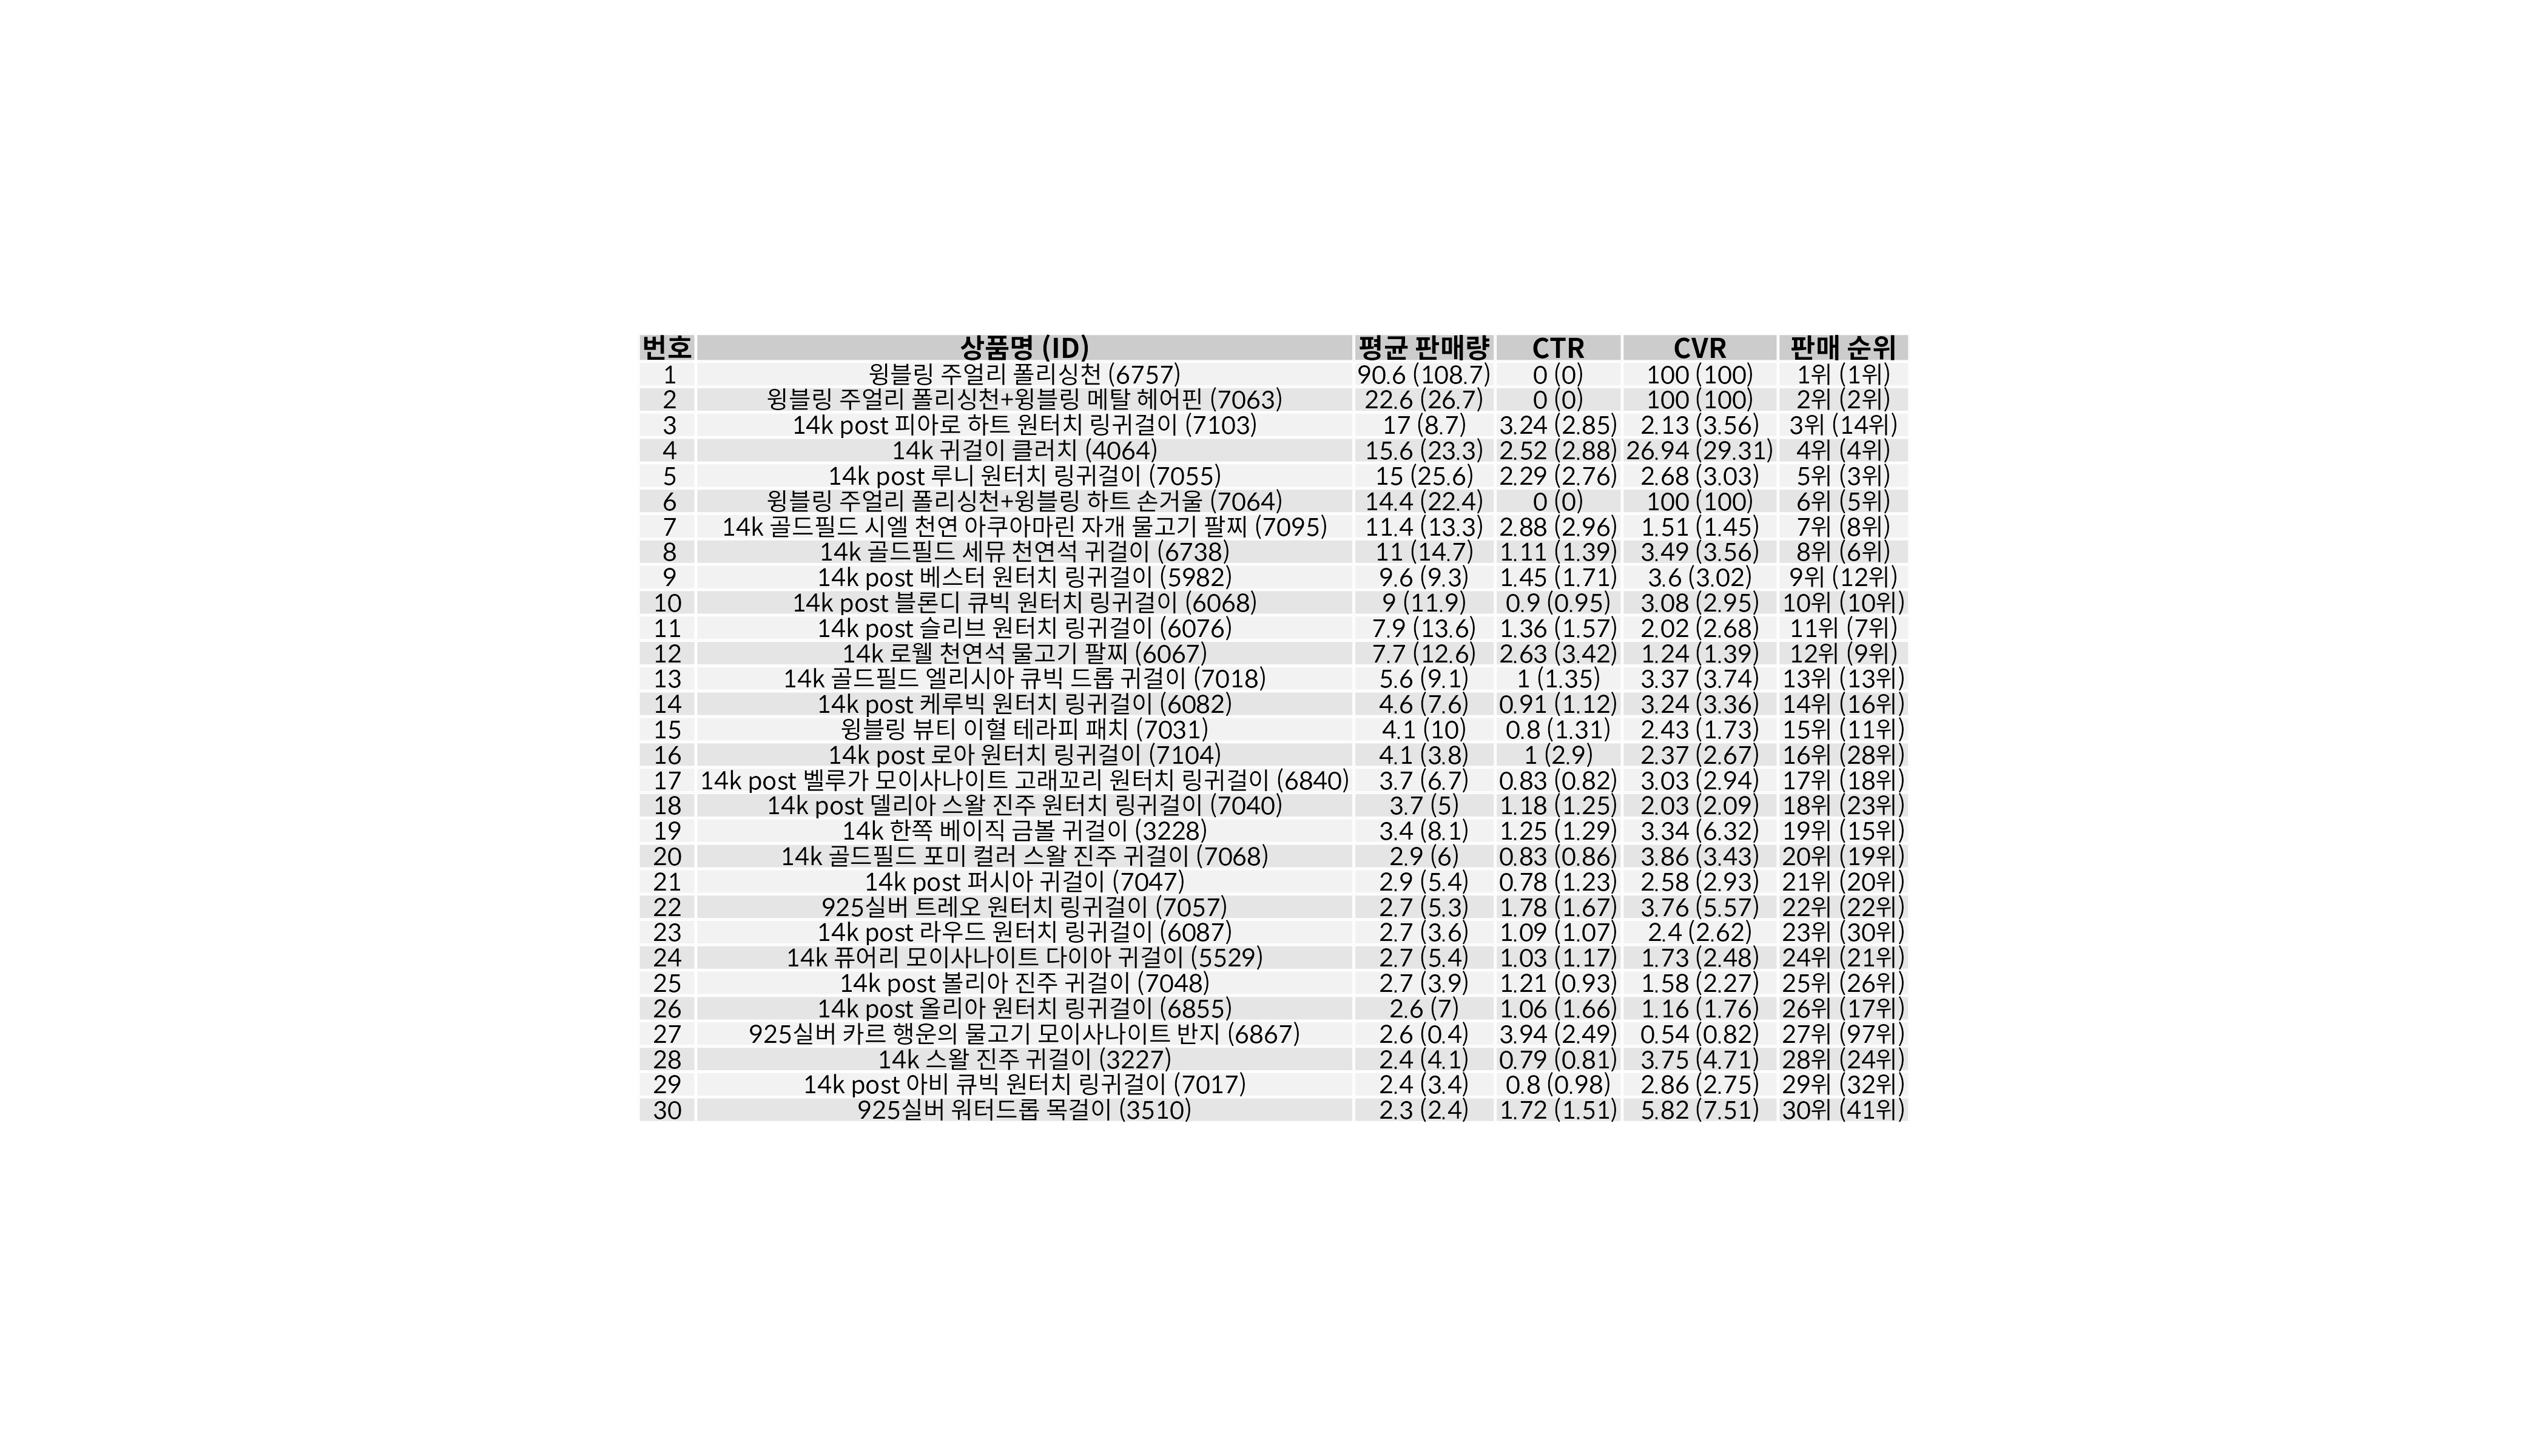 번호 상품명 (ID) 평균 판매량 CTR CVR 판매 순위
1 윙블링 주얼리 폴리싱천 (6757) 90.6 (108.7) 0 (0) 100 (100) 1위 (1위)
2 윙블링 주얼리 폴리싱천+윙블링 메탈 헤어핀 (7063) 22.6 (26.7) 0 (0) 100 (100) 2위 (2위)
3 14k post 피아로 하트 원터치 링귀걸이 (7103) 17 (8.7) 3.24 (2.85) 2.13 (3.56) 3위 (14위)
4 14k 귀걸이 클러치 (4064) 15.6 (23.3) 2.52 (2.88) 26.94 (29.31) 4위 (4위)
5 14k post 루니 원터치 링귀걸이 (7055) 15 (25.6) 2.29 (2.76) 2.68 (3.03) 5위 (3위)
6 윙블링 주얼리 폴리싱천+윙블링 하트 손거울 (7064) 14.4 (22.4) 0 (0) 100 (100) 6위 (5위)
7 14k 골드필드 시엘 천연 아쿠아마린 자개 물고기 팔찌 (7095) 11.4 (13.3) 2.88 (2.96) 1.51 (1.45) 7위 (8위)
8 14k 골드필드 세뮤 천연석 귀걸이 (6738) 11 (14.7) 1.11 (1.39) 3.49 (3.56) 8위 (6위)
9 14k post 베스터 원터치 링귀걸이 (5982) 9.6 (9.3) 1.45 (1.71) 3.6 (3.02) 9위 (12위)
10 14k post 블론디 큐빅 원터치 링귀걸이 (6068) 9 (11.9) 0.9 (0.95) 3.08 (2.95) 10위 (10위)
11 14k post 슬리브 원터치 링귀걸이 (6076) 7.9 (13.6) 1.36 (1.57) 2.02 (2.68) 11위 (7위)
12 14k 로웰 천연석 물고기 팔찌 (6067) 7.7 (12.6) 2.63 (3.42) 1.24 (1.39) 12위 (9위)
13 14k 골드필드 엘리시아 큐빅 드롭 귀걸이 (7018) 5.6 (9.1) 1 (1.35) 3.37 (3.74) 13위 (13위)
14 14k post 케루빅 원터치 링귀걸이 (6082) 4.6 (7.6) 0.91 (1.12) 3.24 (3.36) 14위 (16위)
15 윙블링 뷰티 이혈 테라피 패치 (7031) 4.1 (10) 0.8 (1.31) 2.43 (1.73) 15위 (11위)
16 14k post 로아 원터치 링귀걸이 (7104) 4.1 (3.8) 1 (2.9) 2.37 (2.67) 16위 (28위)
17 14k post 벨루가 모이사나이트 고래꼬리 원터치 링귀걸이 (6840) 3.7 (6.7) 0.83 (0.82) 3.03 (2.94) 17위 (18위)
18 14k post 델리아 스왈 진주 원터치 링귀걸이 (7040) 3.7 (5) 1.18 (1.25) 2.03 (2.09) 18위 (23위)
19 14k 한쪽 베이직 금볼 귀걸이 (3228) 3.4 (8.1) 1.25 (1.29) 3.34 (6.32) 19위 (15위)
20 14k 골드필드 포미 컬러 스왈 진주 귀걸이 (7068) 2.9 (6) 0.83 (0.86) 3.86 (3.43) 20위 (19위)
21 14k post 퍼시아 귀걸이 (7047) 2.9 (5.4) 0.78 (1.23) 2.58 (2.93) 21위 (20위)
22 925실버 트레오 원터치 링귀걸이 (7057) 2.7 (5.3) 1.78 (1.67) 3.76 (5.57) 22위 (22위)
23 14k post 라우드 원터치 링귀걸이 (6087) 2.7 (3.6) 1.09 (1.07) 2.4 (2.62) 23위 (30위)
24 14k 퓨어리 모이사나이트 다이아 귀걸이 (5529) 2.7 (5.4) 1.03 (1.17) 1.73 (2.48) 24위 (21위)
25 14k post 볼리아 진주 귀걸이 (7048) 2.7 (3.9) 1.21 (0.93) 1.58 (2.27) 25위 (26위)
26 14k post 올리아 원터치 링귀걸이 (6855) 2.6 (7) 1.06 (1.66) 1.16 (1.76) 26위 (17위)
27 925실버 카르 행운의 물고기 모이사나이트 반지 (6867) 2.6 (0.4) 3.94 (2.49) 0.54 (0.82) 27위 (97위)
28 14k 스왈 진주 귀걸이 (3227) 2.4 (4.1) 0.79 (0.81) 3.75 (4.71) 28위 (24위)
29 14k post 아비 큐빅 원터치 링귀걸이 (7017) 2.4 (3.4) 0.8 (0.98) 2.86 (2.75) 29위 (32위)
30 925실버 워터드롭 목걸이 (3510) 2.3 (2.4) 1.72 (1.51) 5.82 (7.51) 30위 (41위)